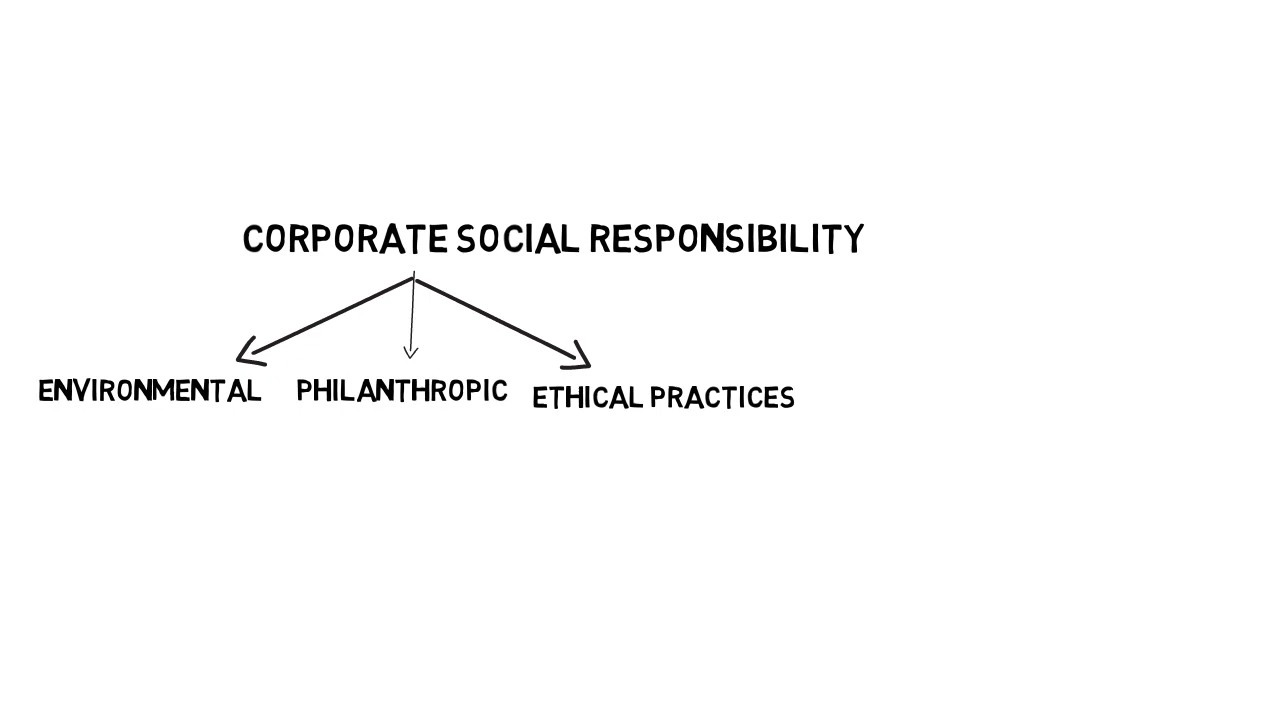 CORPORATE SOCIAL RESPONSIBILITY
ENVIRONMENTAL
PHILANTHROPIC
ETHICAL PRACTICES